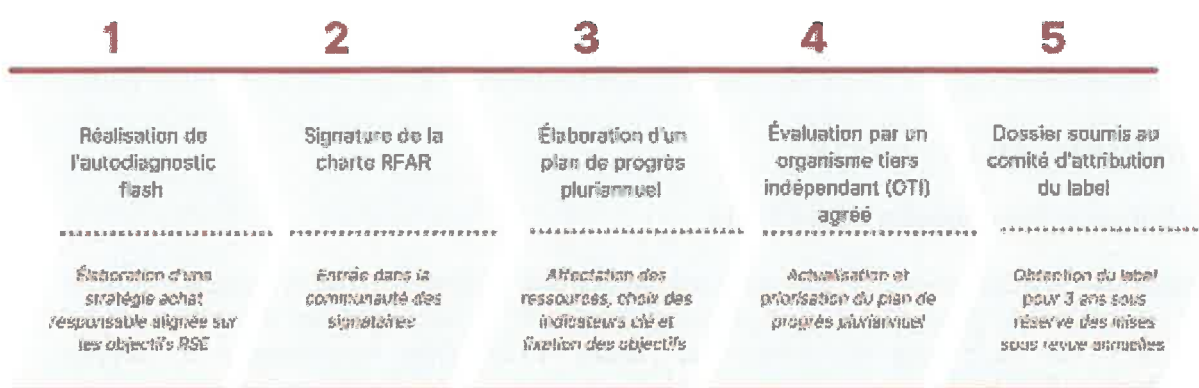 1
2
3
4
5
Réalisation de
l'autodiagnostic
flash
Élaboration d'une
stratégie achat
responsable alignée sur
les objectifs RSE
Signature de la
charte RFAR
Entrée dans la
communauté des
signataires
Élaboration d'un
plan de progrès
pluriannuel
Affectation des
ressources, choix des
indicateurs clé et
fixation des objectifs
Évaluation par un
organisme tiers
indépendant (OTI)
agréé
Actualisation et
priorisation du plan de
progrès pluriannuel
Dossier soumis au
comité d'attribution
du label
Obtention du label
pour 3 ans sous
réserve des mises
sous revue annuelles